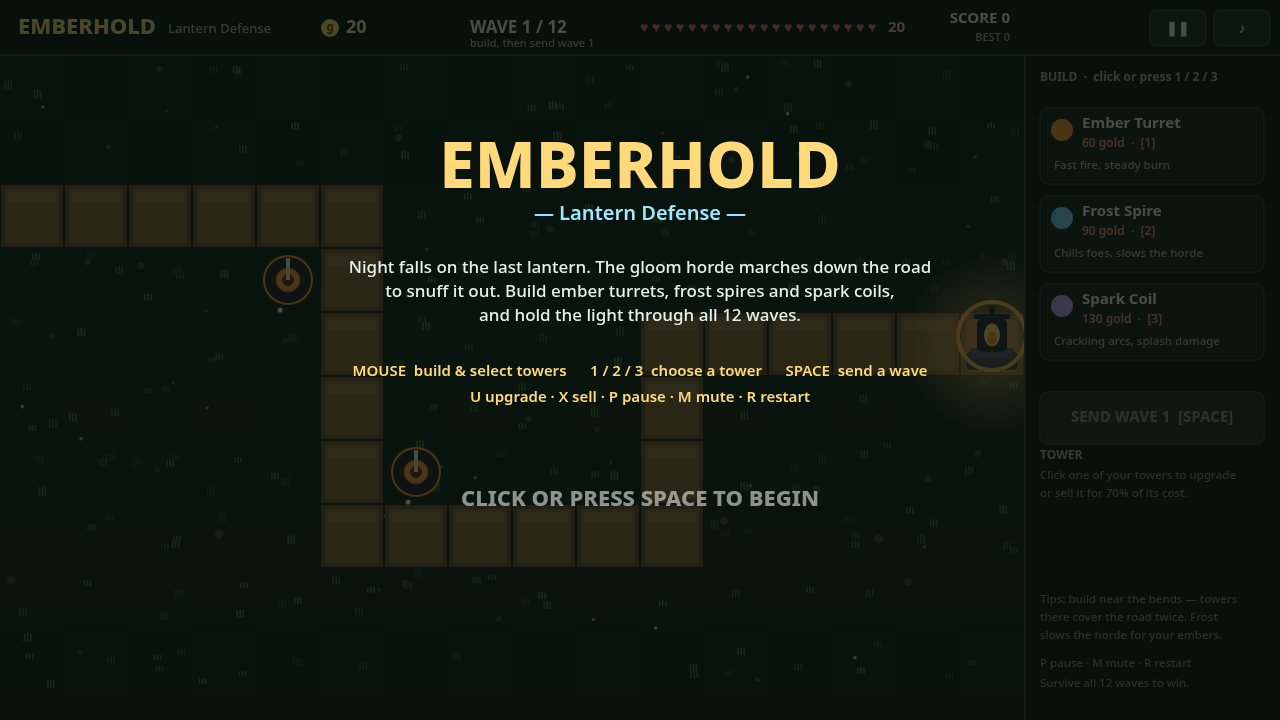 EMBERHOLD Lantern Defense
g 20
WAVE 1 / 12
build, then send wave 1
20
SCORE 0
BEST 0
BUILD · click or press 1 / 2 / 3
Ember Turret
60 gold · [1]
Fast fire, steady burn
Frost Spire
90 gold · [2]
Chills foes, slows the horde
Spark Coil
130 gold · [3]
Crackling arcs, splash damage
SEND WAVE 1 [SPACE]
TOWER
Click one of your towers to upgrade
or sell it for 70% of its cost.
Tips: build near the bends — towers
there cover the road twice. Frost
slows the horde for your embers.
P pause · M mute · R restart
Survive all 12 waves to win.
EMBERHOLD
— Lantern Defense —
Night falls on the last lantern. The gloom horde marches down the road
to snuff it out. Build ember turrets, frost spires and spark coils,
and hold the light through all 12 waves.
MOUSE build & select towers 1 / 2 / 3 choose a tower SPACE send a wave
U upgrade · X sell · P pause · M mute · R restart
CLICK OR PRESS SPACE TO BEGIN